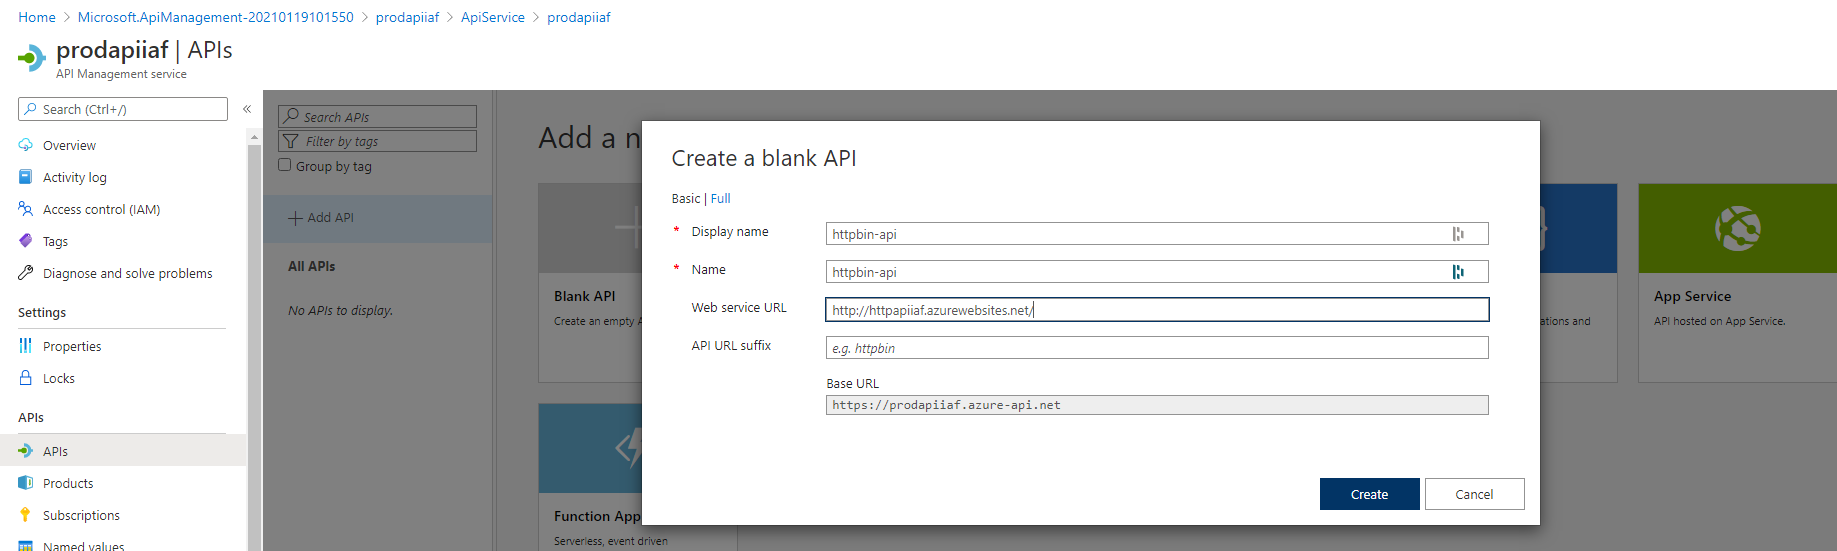 Home > Microsoft.ApiManagement-20210119101550 > prodapiiaf > ApiService > prodapiiaf
prodapiiaf | APIs
API Management service
Search (Ctrl+/)
«
Overview
Activity log
Access control (IAM)
Tags
Diagnose and solve problems
Settings
Properties
Locks
APIs
APIs
Products
Subscriptions
Named values
Search APIs
Filter by tags
Group by tag
+ Add API
All APIs
No APIs to display.
Add a n
Blank API
Create an empty A
Function App
Serverless, event driven
ations and
App Service
API hosted on App Service.
Create a blank API
Basic | Full
* Display name
httpbin-api
* Name
httpbin-api
Web service URL
http://httpapiiaf.azurewebsites.net/
API URL suffix
e.g. httpbin
Base URL
https://prodapiiaf.azure-api.net
Create
Cancel